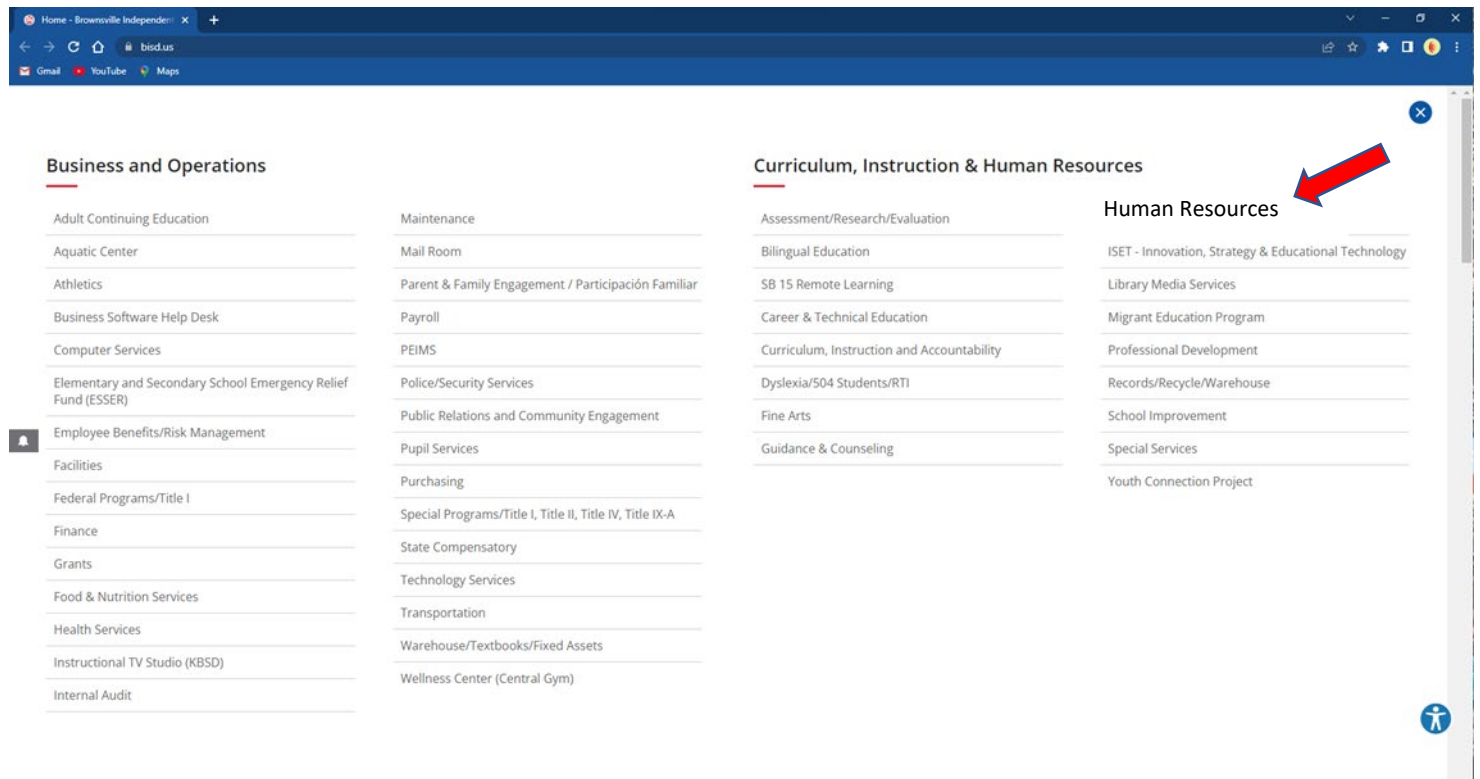 Home - Brownsville Independent
bisd.us
Gmail YouTube Maps
Business and Operations
Adult Continuing Education
Aquatic Center
Athletics
Business Software Help Desk
Computer Services
Elementary and Secondary School Emergency Relief
Fund (ESSER)
Employee Benefits/Risk Management
Facilities
Federal Programs/Title I
Finance
Grants
Food & Nutrition Services
Health Services
Instructional TV Studio (KBSD)
Internal Audit
Maintenance
Mail Room
Parent & Family Engagement / Participación Familiar
Payroll
PEIMS
Police/Security Services
Public Relations and Community Engagement
Pupil Services
Purchasing
Special Programs/Title I, Title II, Title IV, Title IX-A
State Compensatory
Technology Services
Transportation
Warehouse/Textbooks/Fixed Assets
Wellness Center (Central Gym)
Curriculum, Instruction & Human Resources
Assessment/Research/Evaluation
Bilingual Education
SB 15 Remote Learning
Career & Technical Education
Curriculum, Instruction and Accountability
Dyslexia/504 Students/RTI
Fine Arts
Guidance & Counseling
Human Resources
ISET - Innovation, Strategy & Educational Technology
Library Media Services
Migrant Education Program
Professional Development
Records/Recycle/Warehouse
School Improvement
Special Services
Youth Connection Project